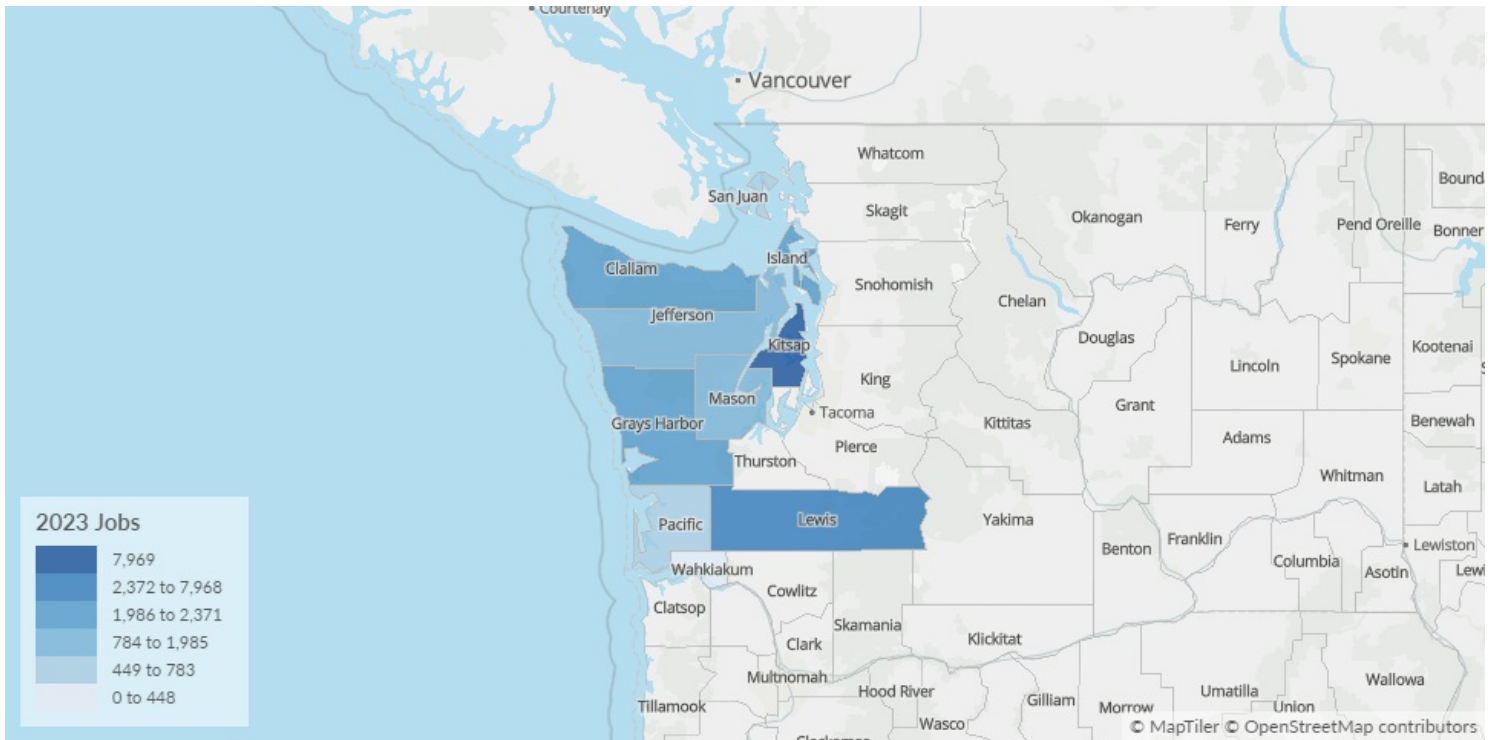 Courtenay
Vancouver
Whatcom
San Juan
Skagit
Okanogan
Ferry
Pend Oreille
Bound
Bonner
Clallam
Island
Snohomish
Chelan
Jefferson
Kitsap
Douglas
Lincoln
Spokane
Kootenai
King
Mason
Tacoma
Grant
Grays Harbor
Kittitas
Adams
Benewah
Thurston
Pierce
Whitman
Latah
2023 Jobs
7,969
2,372 to 7,968
1,986 to 2,371
784 to 1,985
449 to 783
0 to 448
Pacific
Lewis
Yakima
Benton
Franklin
Columbia
Lewiston
Asotin
Lewi
Wahkiakum
Cowlitz
Clatsop
Skamania
Clark
Klickitat
Multnomah
Hood River
Tillamook
Wasco
Gilliam
Morrow
Umatilla
Union
Wallowa
Clackamas
© MapTiler © OpenStreetMap contributors